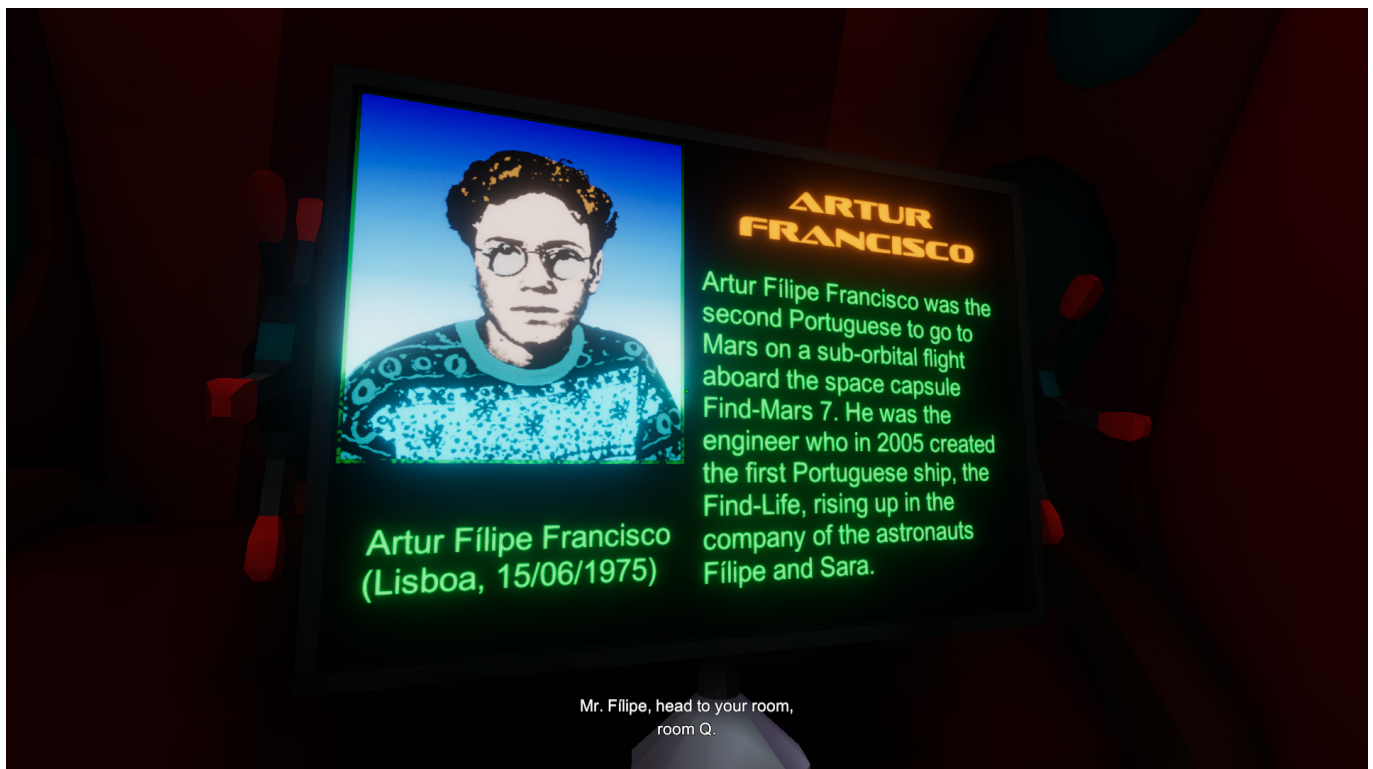 Artur Fílipe Francisco
(Lisboa, 15/06/1975)
ARTUR
FRANCISCO
Artur Fílipe Francisco was the
second Portuguese to go to
Mars on a sub-orbital flight
aboard the space capsule
Find-Mars 7. He was the
engineer who in 2005 created
the first Portuguese ship, the
Find-Life, rising up in the
company of the astronauts
Fílipe and Sara.
Mr. Fílipe, head to your room,
room Q.